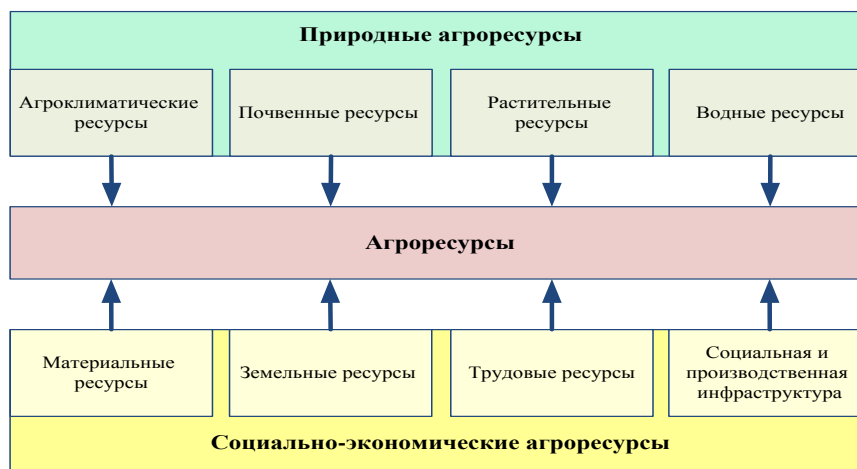 Природные агроресурсы
Агроклиматические
ресурсы
Почвенные ресурсы
Растительные
ресурсы
Водные ресурсы
Агроресурсы
Материальные
ресурсы
Земельные ресурсы
Трудовые ресурсы
Социальная и
производственная
инфраструктура
Социально-экономические агроресурсы